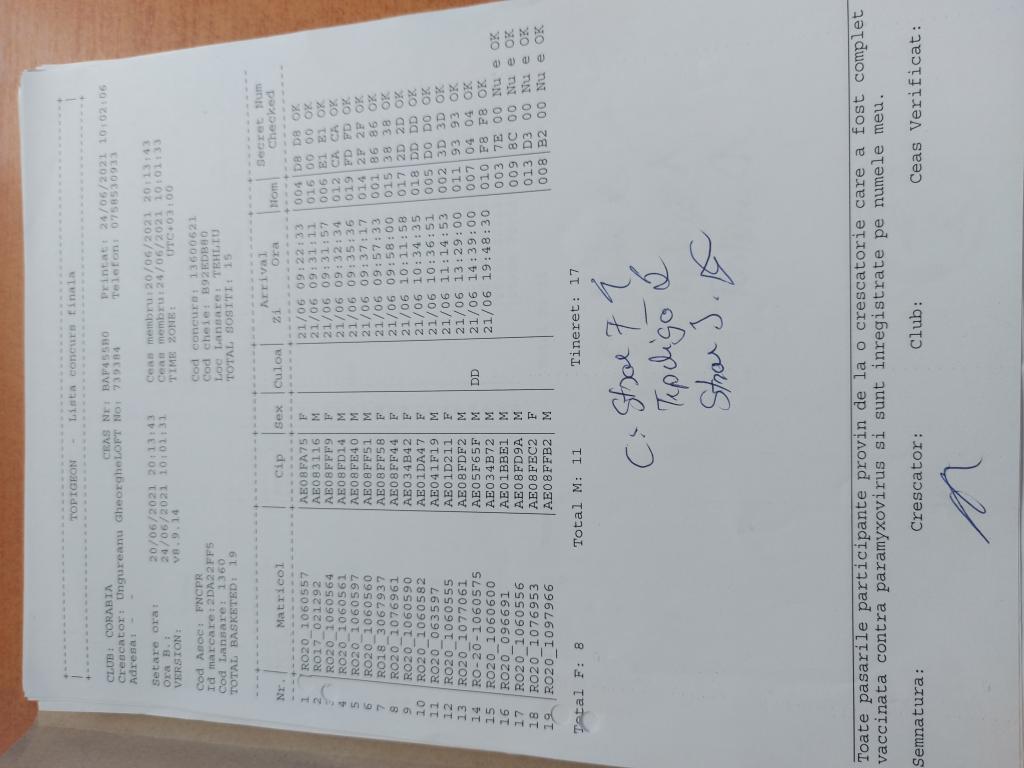 TOPIGEON - Lista concurs finala
CLUB: CORABIA CEAS Nr: BAF455B0 Printat: 24/06/2021 10:02:06
Crescator: Ungureanu GheorgheLOFT No: 739384 Telefon: 0758530933
Adresa: - -
Setare ora: 20/06/2021 20:13:43 Ceas membru:20/06/2021 20:13:43
Ora B.: 24/06/2021 10:01:31 Ceas membru:24/06/2021 10:01:33
VERSION: v8.9.14 TIME ZONE: UTC+03:00
Cod Asoc: FNCPR Cod concurs: 13600621
Id marcare:2DA22FF5 Cod cheie: B92EDB80
Cod Lansare: 1360 Loc Lansare: TEHLIU
TOTAL BASKETED: 19 TOTAL SOSITI: 15
Nr. Matricol Cip Sex Culoa Arrival Zi Ora Nom Secret Num Checked
1 RO20_1060557 AE08FA75 F 21/06 09:22:33 004 D8 D8 OK
2 RO17_021292 AE083116 M 21/06 09:31:11 016 00 00 OK
3 RO20_1060564 AE08FFF9 F 21/06 09:31:57 006 E1 E1 OK
4 RO20_1060561 AE08FD14 M 21/06 09:32:34 012 CA CA OK
5 RO20_1060597 AE08FE40 M 21/06 09:35:36 019 FD FD OK
6 RO20_1060560 AE08FF51 M 21/06 09:37:17 014 2F 2F OK
7 RO18_3067937 AE08FF58 M 21/06 09:57:33 001 86 86 OK
8 RO20_1076961 AE08FF44 F 21/06 09:58:00 015 38 38 OK
9 RO20_1060590 AE034B42 F 21/06 10:11:58 017 2D 2D OK
10 RO20_1060582 AE01DA47 F 21/06 10:34:35 018 DD DD OK
11 RO20_0635597 AE041F19 M 21/06 10:36:51 005 D0 D0 OK
12 RO20_1060555 AE01D211 F 21/06 11:14:53 002 3D 3D OK
13 RO20_1077061 AE08FDF2 M 21/06 13:29:00 011 93 93 OK
14 RO-20-1060575 AE05F65F M DD 21/06 14:39:00 007 04 04 OK
15 RO20_1060600 AE034B72 M 21/06 19:48:30 010 F8 F8 OK
16 RO20_096691 AE01BBE1 M 003 7E 00 Nu e OK
17 RO20_1060556 AE08FD9A M 009 8C 00 Nu e OK
18 RO20_1076953 AE08FEC2 F 013 D3 00 Nu e OK
19 RO20_1097966 AE08FFB2 M 008 B2 00 Nu e OK
Total F: 8 Total M: 11 Tineret: 17
Toate pasarile participante provin de la o crescatorie care a fost complet
vaccinata contra paramyxovirus si sunt inregistrate pe numele meu.
Semnatura: Crescator: Club: Ceas Verificat: